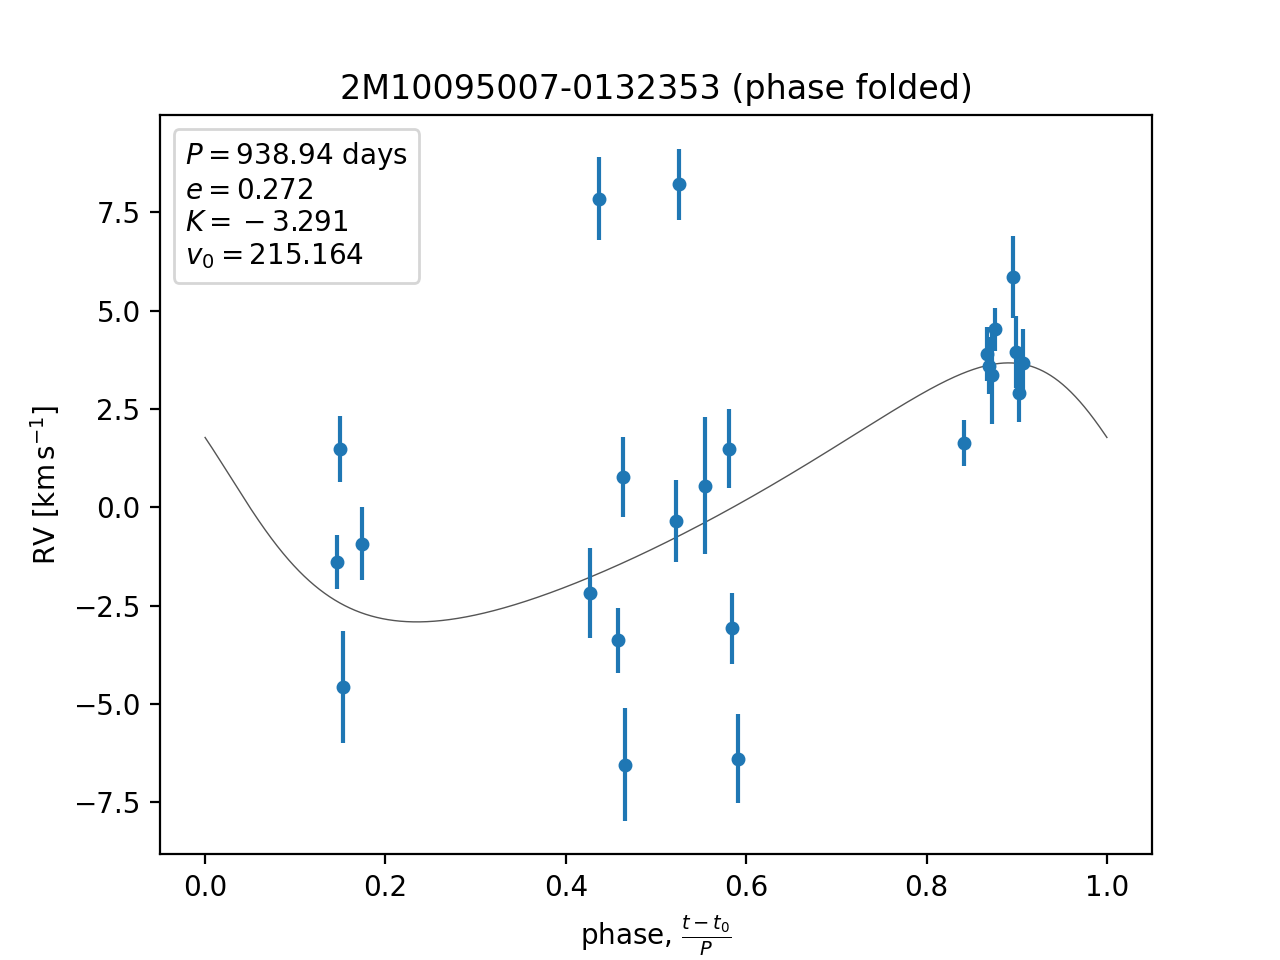 2M10095007-0132353 (phase folded)
P = 938.94 days
e = 0.272
K = −3.291
v₀ = 215.164
7.5
5.0
2.5
0.0
−2.5
−5.0
−7.5
RV [km s⁻¹]
0.0 0.2 0.4 0.6 0.8 1.0
phase, (t − t₀)/P